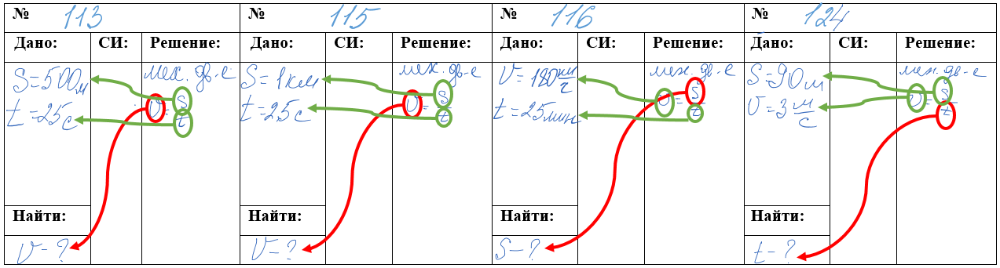 № 113
Дано: СИ: Решение:
S=500м мех. дв-е
t=25с υ=s/t
Найти:
υ-?
№ 115
Дано: СИ: Решение:
S=1км мех. дв-е
t=25с υ=s/t
Найти:
υ-?
№ 116
Дано: СИ: Решение:
υ=180км/ч мех. дв-е
t=25мин υ=s/t
Найти:
S-?
№ 124
Дано: СИ: Решение:
S=90м мех. дв-е
υ=3м/с υ=s/t
Найти:
t-?